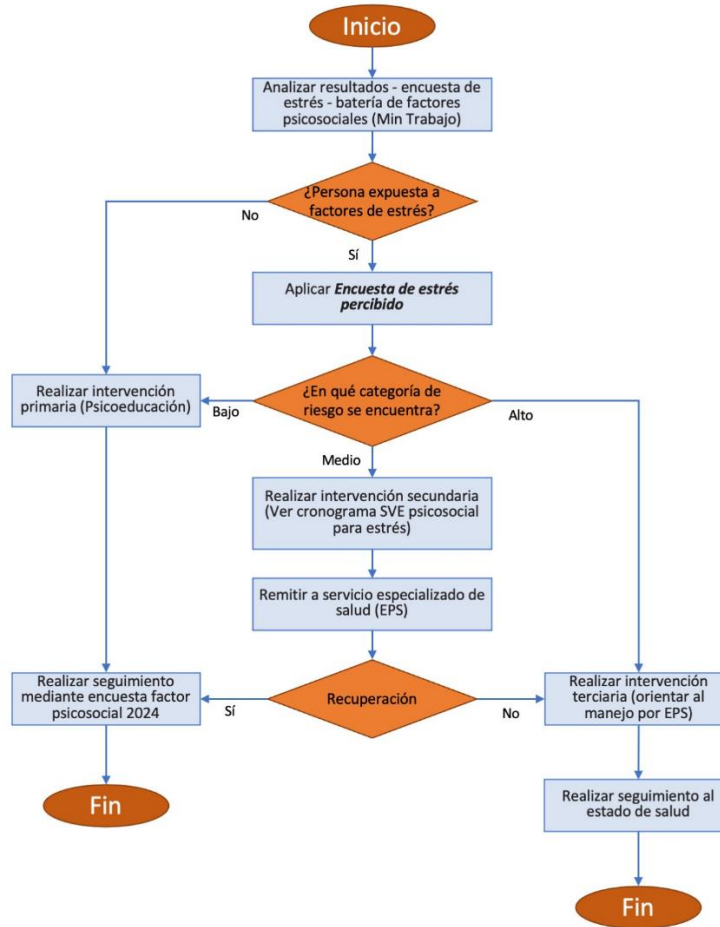 Inicio
Analizar resultados - encuesta de
estrés - batería de factores
psicosociales (Min Trabajo)
¿Persona expuesta a
factores de estrés?
No
Sí
Aplicar Encuesta de estrés
percibido
Realizar intervención
primaria (Psicoeducación)
Bajo
¿En qué categoría de
riesgo se encuentra?
Alto
Medio
Realizar intervención secundaria
(Ver cronograma SVE psicosocial
para estrés)
Remitir a servicio especializado de
salud (EPS)
Realizar seguimiento
mediante encuesta factor
psicosocial 2024
Sí
Recuperación
No
Realizar intervención
terciaria (orientar al
manejo por EPS)
Fin
Realizar seguimiento al
estado de salud
Fin